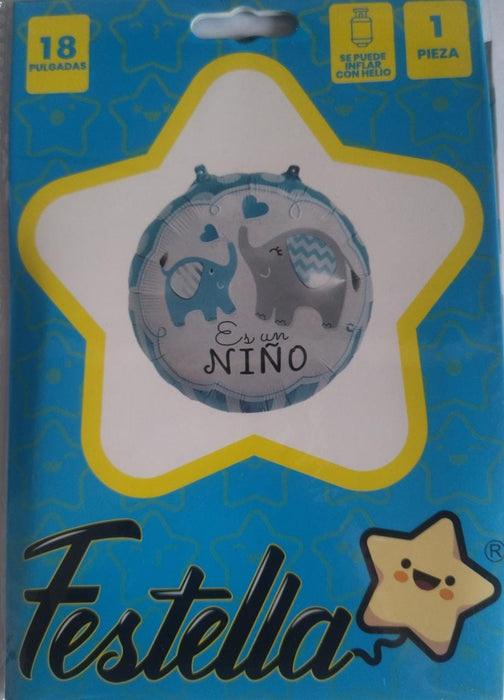 18
PULGADAS
SE PUEDE
INFLAR
CON HELIO
1
PIEZA
Es un
NIÑO
Festella
®